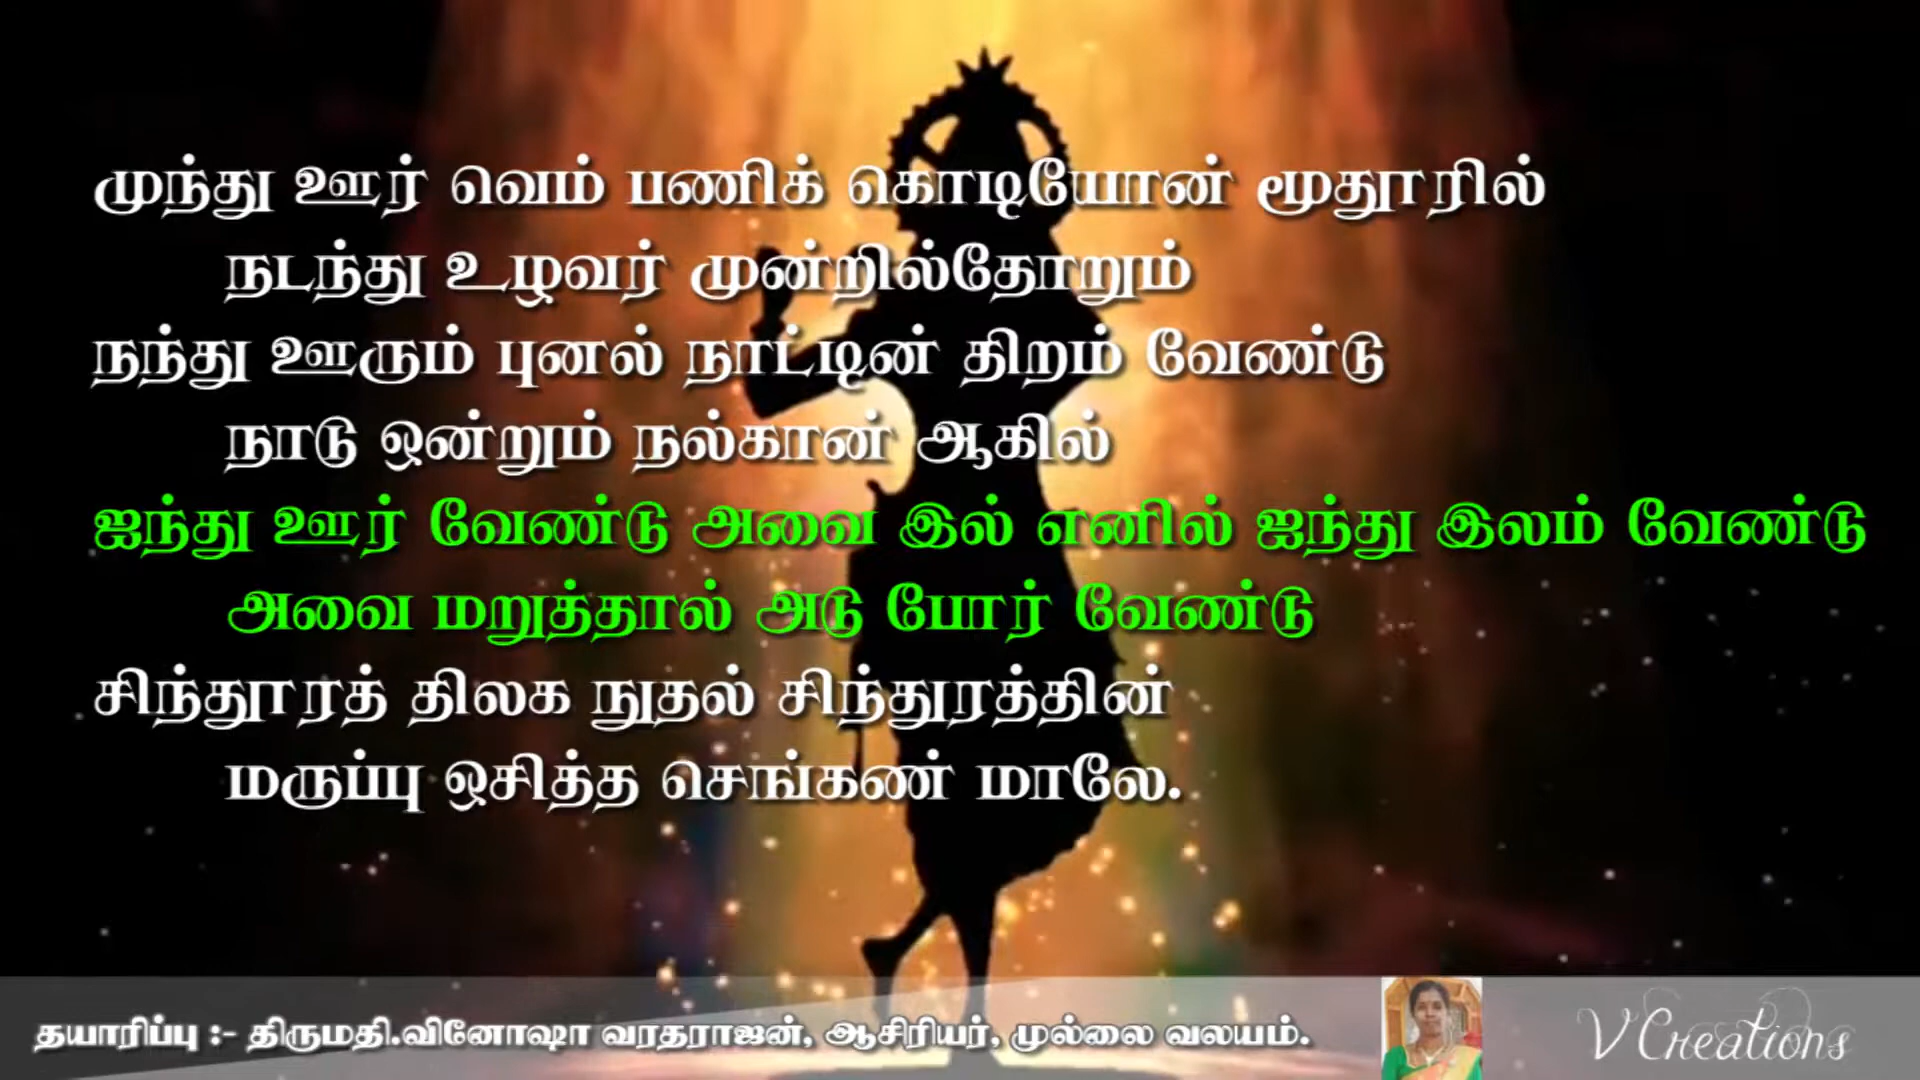 முந்து ஊர் வெம் பணிக் கொடியோன் மூதூரில்
நடந்து உழவர் முன்றில்தோறும்
நந்து ஊரும் புனல் நாட்டின் திறம் வேண்டு
நாடு ஒன்றும் நல்கான் ஆகில்
ஐந்து ஊர் வேண்டு அவை இல் எனில் ஐந்து இலம் வேண்டு
அவை மறுத்தால் அடு போர் வேண்டு
சிந்தூரத் திலக நுதல் சிந்துரத்தின்
மருப்பு ஒசித்த செங்கண் மாலே.
தயாரிப்பு :- திருமதி.வினோஷா வரதராஜன், ஆசிரியர், முல்லை வலயம்.
V Creations